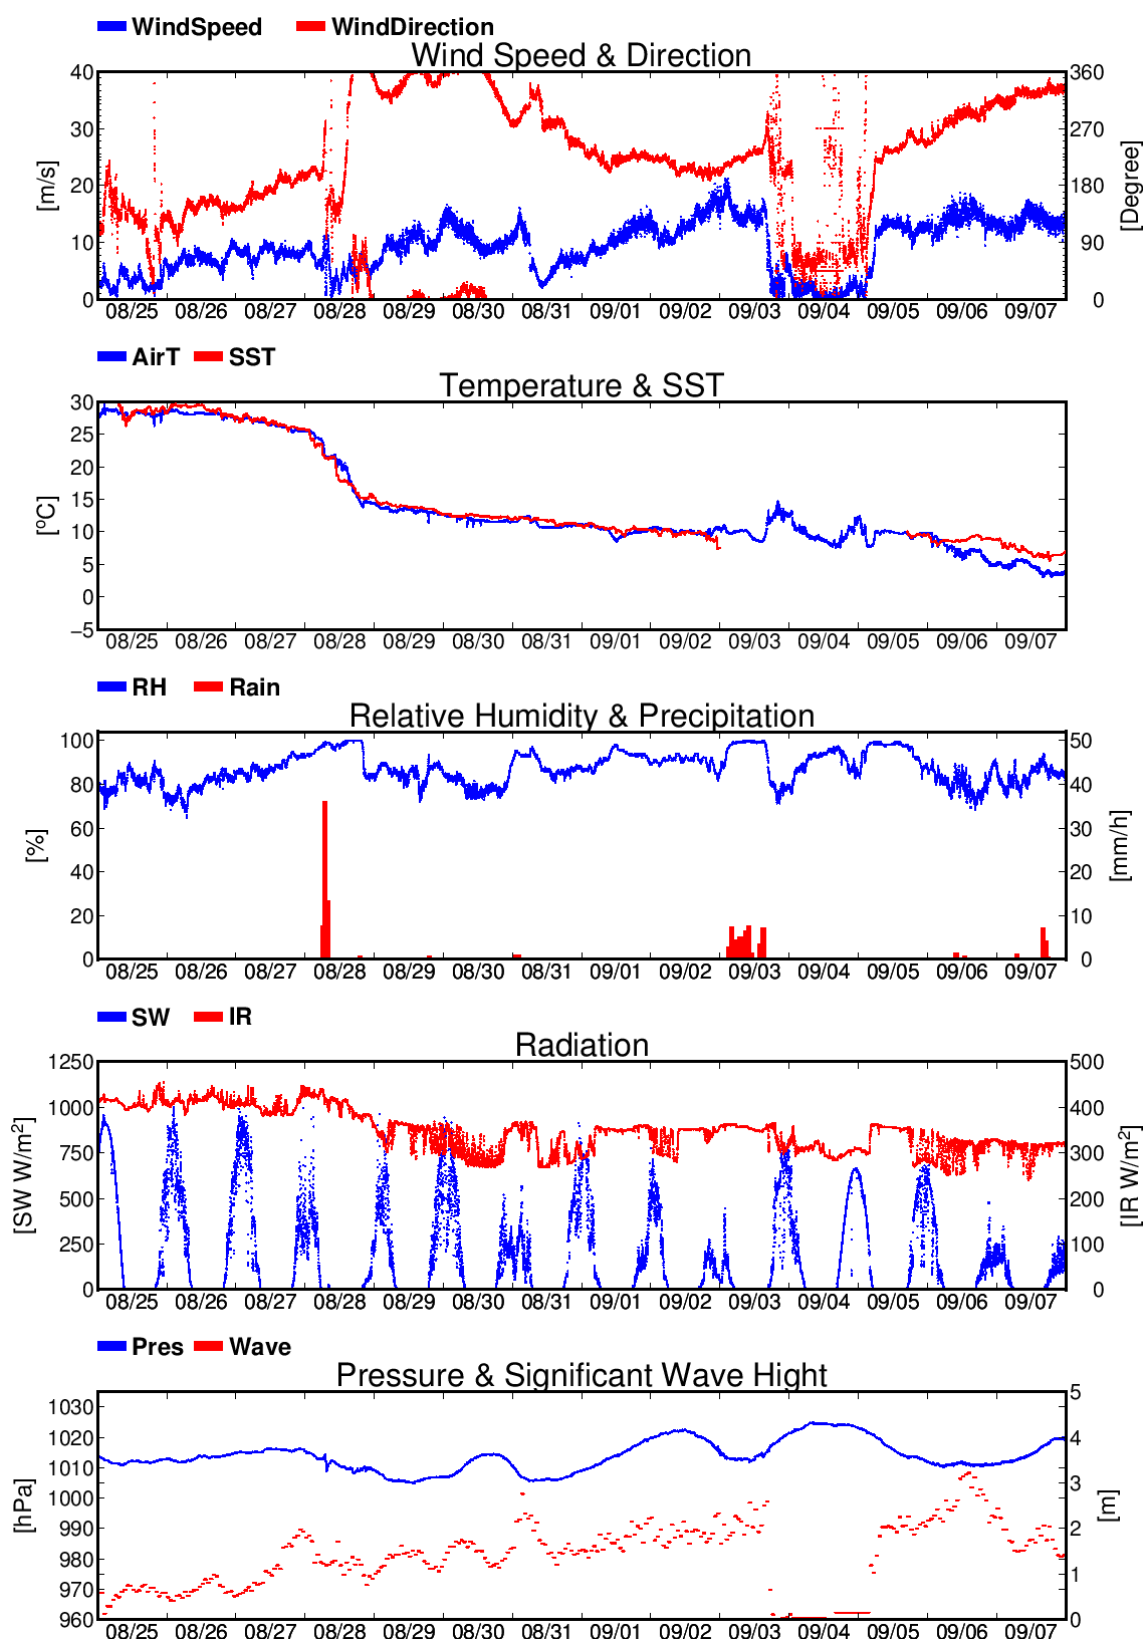 WindSpeed WindDirection
Wind Speed & Direction
40 360
30 270
20 180
10 90
0 0
[m/s]
[Degree]
08/25 08/26 08/27 08/28 08/29 08/30 08/31 09/01 09/02 09/03 09/04 09/05 09/06 09/07
AirT SST
Temperature & SST
30
25
20
15
10
5
0
−5
[ºC]
08/25 08/26 08/27 08/28 08/29 08/30 08/31 09/01 09/02 09/03 09/04 09/05 09/06 09/07
RH Rain
Relative Humidity & Precipitation
100 50
80 40
60 30
40 20
20 10
0 0
[%]
[mm/h]
08/25 08/26 08/27 08/28 08/29 08/30 08/31 09/01 09/02 09/03 09/04 09/05 09/06 09/07
SW IR
Radiation
1250 500
1000 400
750 300
500 200
250 100
0 0
[SW W/m²]
[IR W/m²]
08/25 08/26 08/27 08/28 08/29 08/30 08/31 09/01 09/02 09/03 09/04 09/05 09/06 09/07
Pres Wave
Pressure & Significant Wave Hight
1030 5
1020 4
1010 3
1000 2
990 1
980 0
970
960
[hPa]
[m]
08/25 08/26 08/27 08/28 08/29 08/30 08/31 09/01 09/02 09/03 09/04 09/05 09/06 09/07